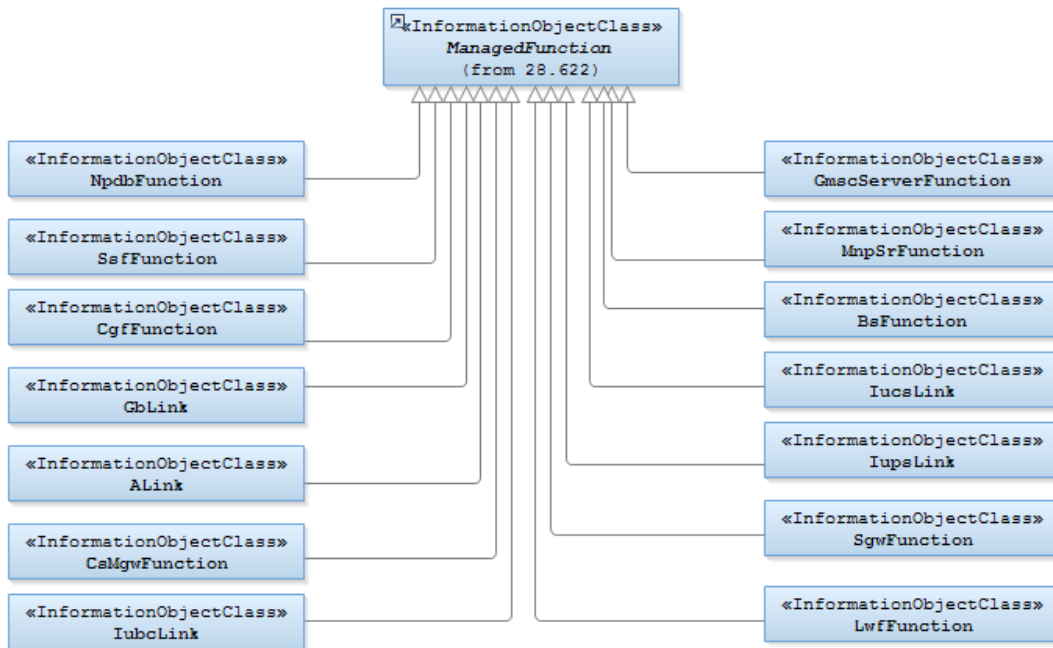 «InformationObjectClass»
ManagedFunction
(from 28.622)
«InformationObjectClass»
NpdbFunction
«InformationObjectClass»
SsfFunction
«InformationObjectClass»
CgfFunction
«InformationObjectClass»
GbLink
«InformationObjectClass»
ALink
«InformationObjectClass»
CsMgwFunction
«InformationObjectClass»
IubcLink
«InformationObjectClass»
GmscServerFunction
«InformationObjectClass»
MnpSrFunction
«InformationObjectClass»
BsFunction
«InformationObjectClass»
IucsLink
«InformationObjectClass»
IupsLink
«InformationObjectClass»
SgwFunction
«InformationObjectClass»
LwfFunction